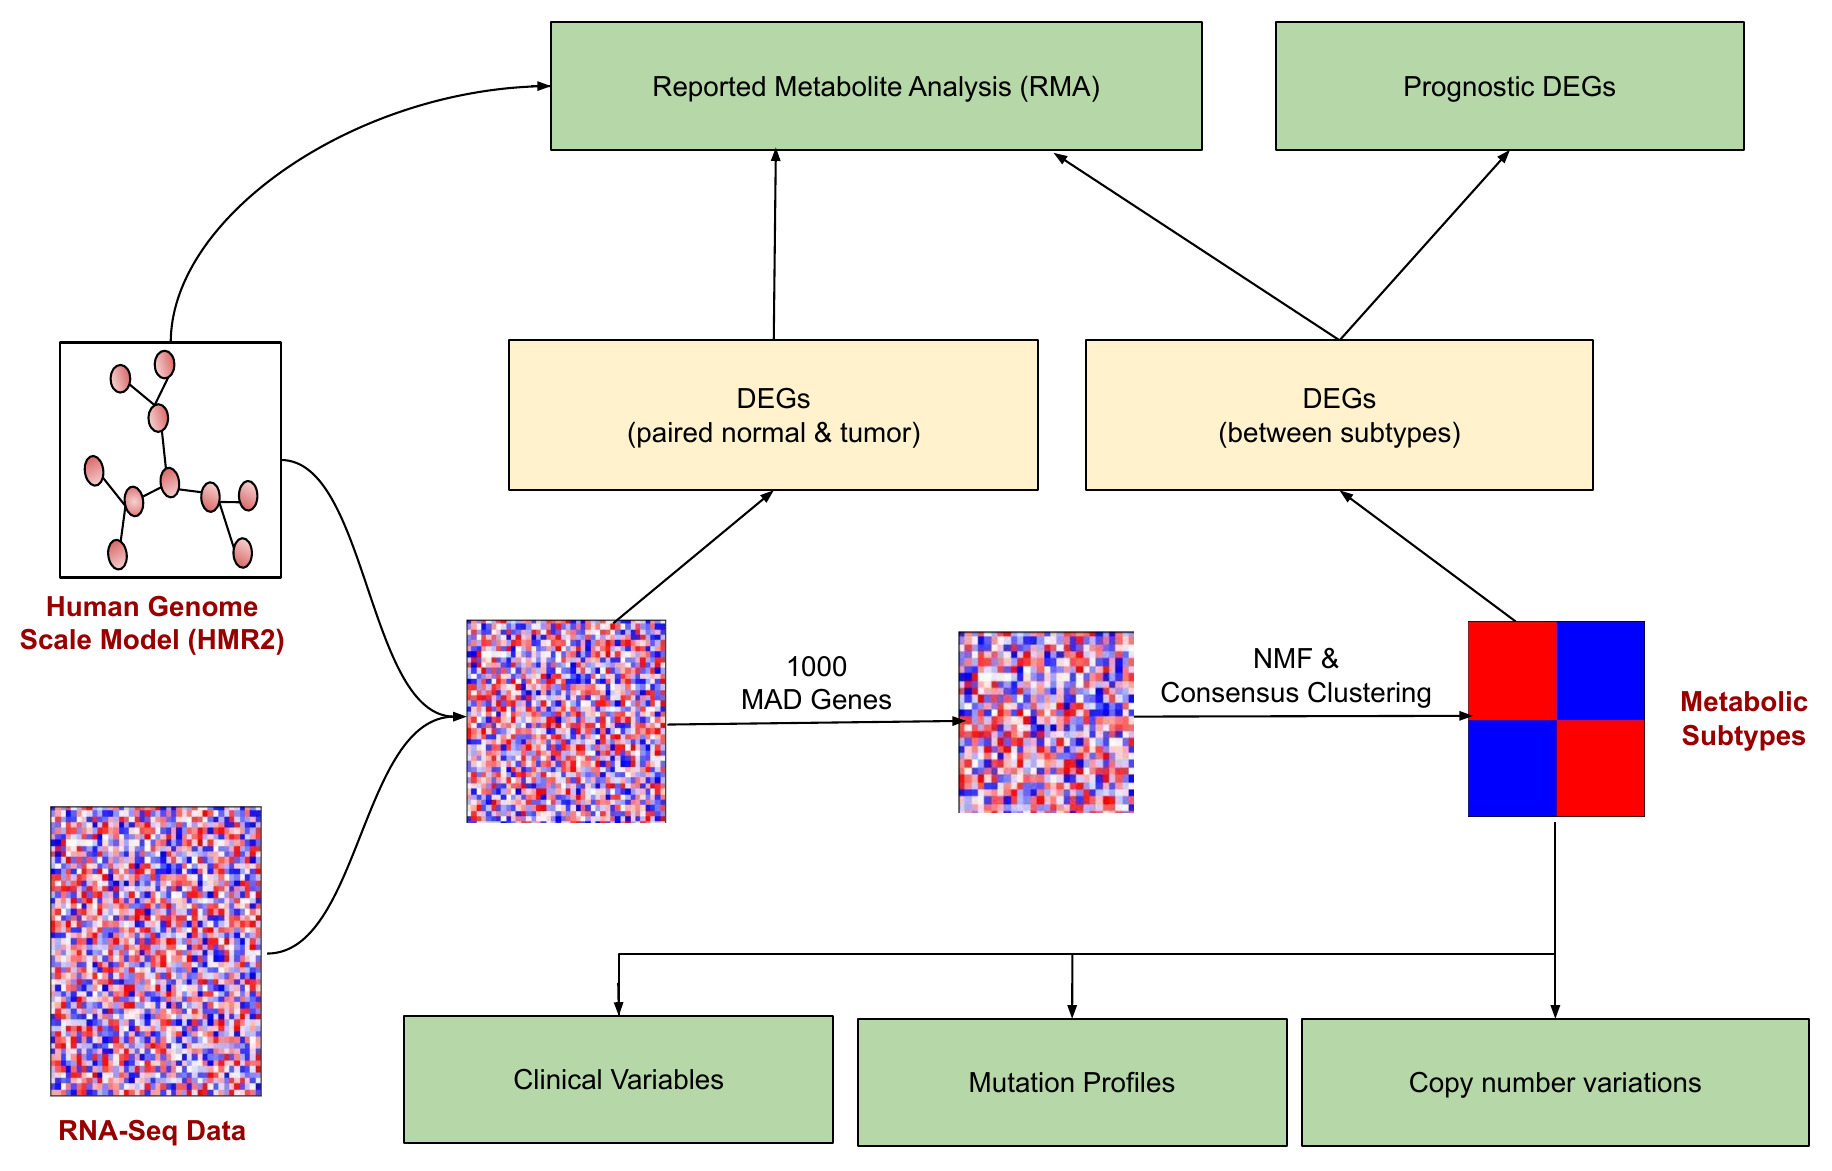 Reported Metabolite Analysis (RMA)
Prognostic DEGs
DEGs
(paired normal & tumor)
DEGs
(between subtypes)
Human Genome
Scale Model (HMR2)
1000
MAD Genes
NMF &
Consensus Clustering
Metabolic
Subtypes
RNA-Seq Data
Clinical Variables
Mutation Profiles
Copy number variations